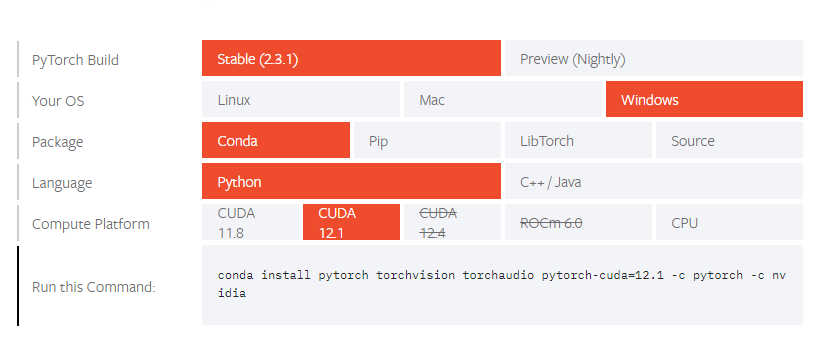 PyTorch Build
Stable (2.3.1)
Preview (Nightly)
Your OS
Linux
Mac
Windows
Package
Conda
Pip
LibTorch
Source
Language
Python
C++ / Java
Compute Platform
CUDA
11.8
CUDA
12.1
CUDA
12.4
ROCm 6.0
CPU
Run this Command:
conda install pytorch torchvision torchaudio pytorch-cuda=12.1 -c pytorch -c nv
idia